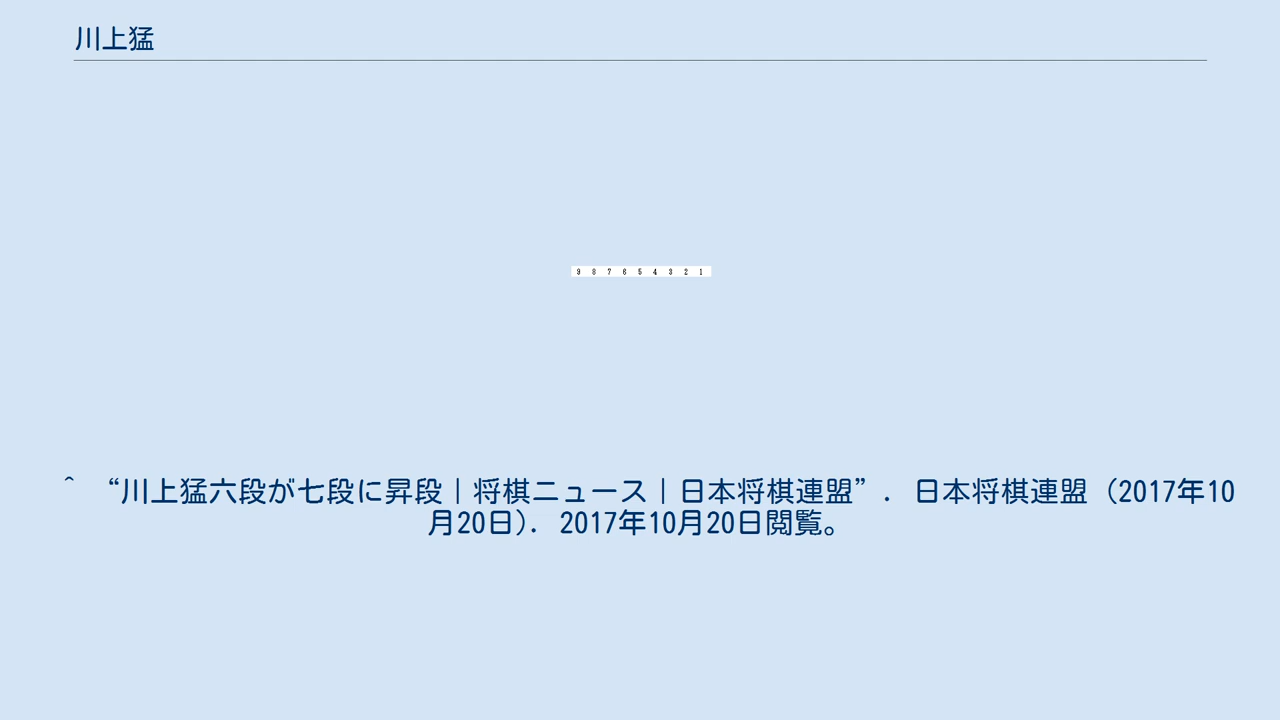 川上猛
9 8 7 6 5 4 3 2 1
^ “川上猛六段が七段に昇段|将棋ニュース|日本将棋連盟”. 日本将棋連盟 (2017年10
月20日). 2017年10月20日閲覧。